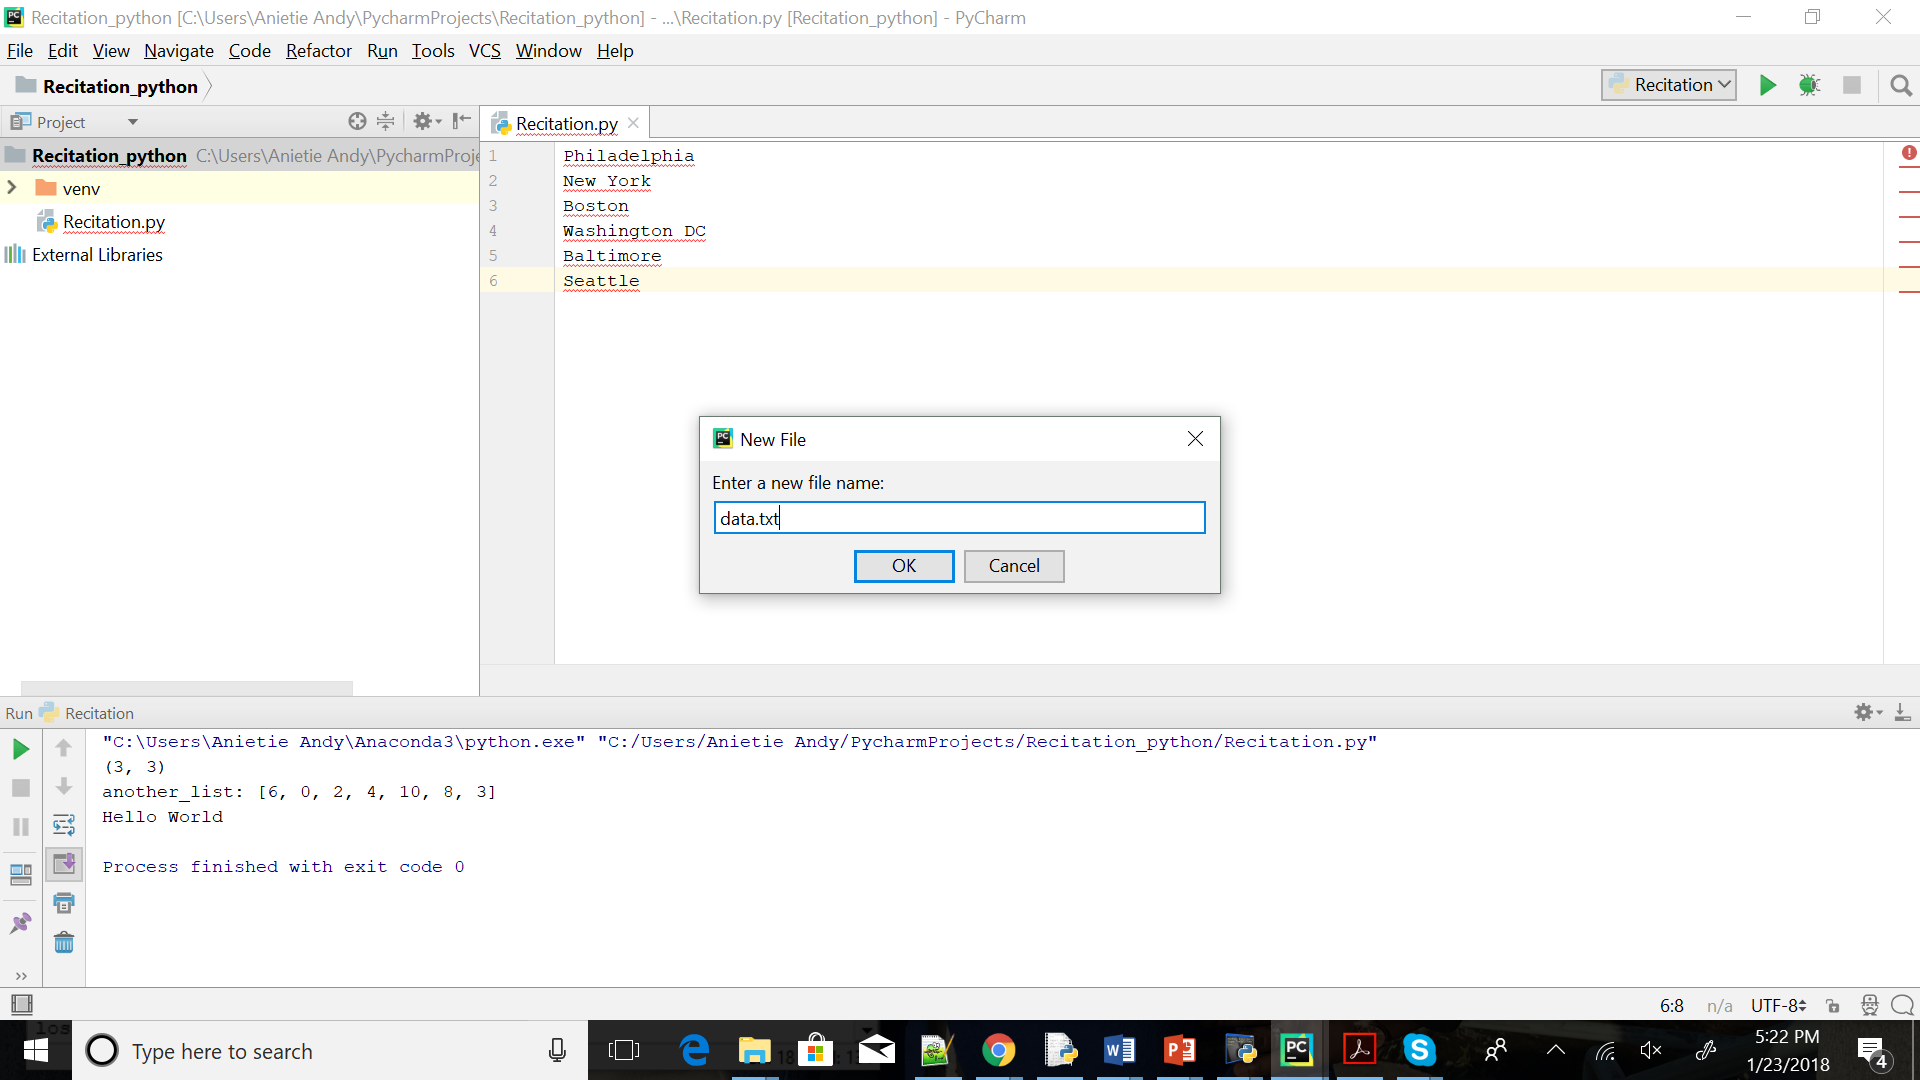 Recitation_python [C:\Users\Anietie Andy\PycharmProjects\Recitation_python] - ...\Recitation.py [Recitation_python] - PyCharm
File Edit View Navigate Code Refactor Run Tools VCS Window Help
Recitation_python
Recitation
Project
Recitation.py
Recitation_python C:\Users\Anietie Andy\PycharmProje
venv
Recitation.py
External Libraries
1 Philadelphia
2 New York
3 Boston
4 Washington DC
5 Baltimore
6 Seattle
New File
Enter a new file name:
data.txt
OK Cancel
Run Recitation
"C:\Users\Anietie Andy\Anaconda3\python.exe" "C:/Users/Anietie Andy/PycharmProjects/Recitation_python/Recitation.py"
(3, 3)
another_list: [6, 0, 2, 4, 10, 8, 3]
Hello World
Process finished with exit code 0
6:8 n/a UTF-8
Type here to search
5:22 PM
1/23/2018
4